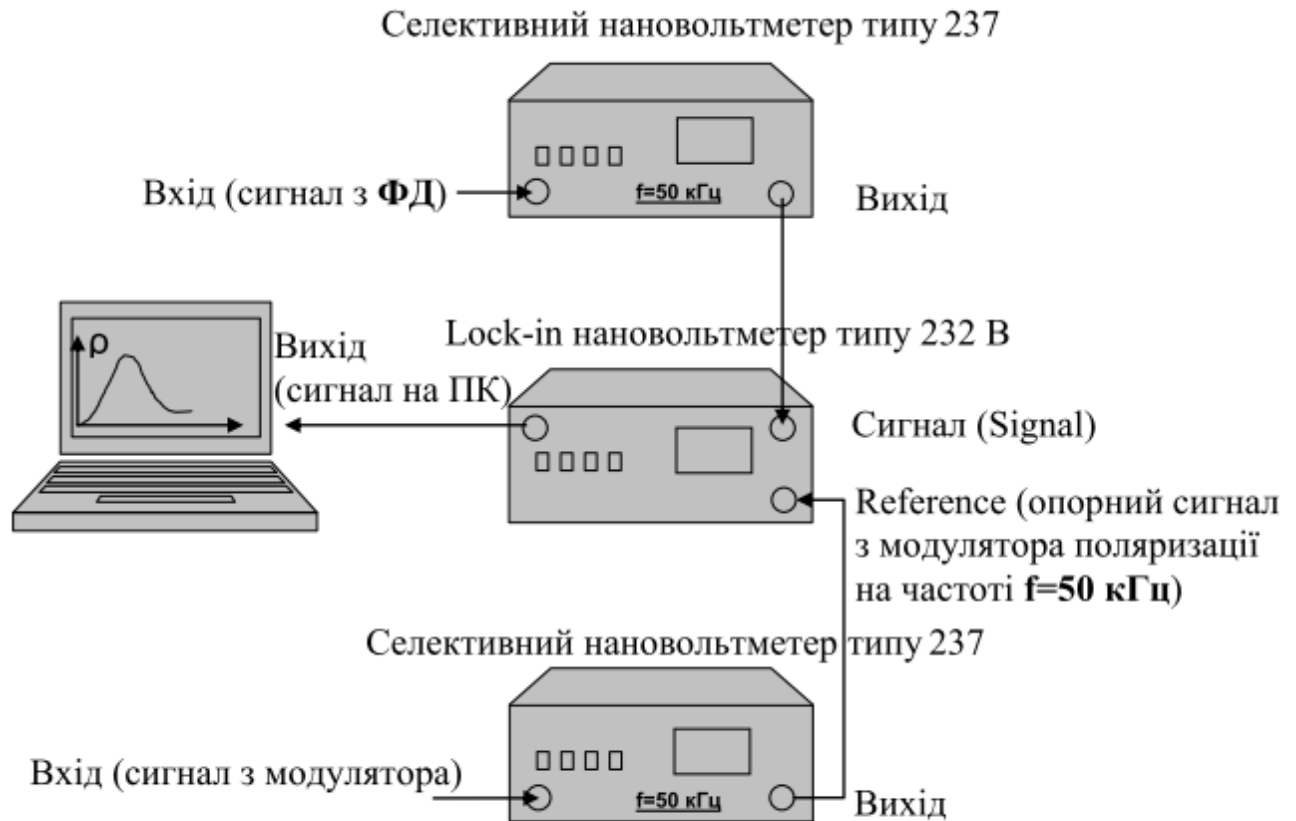 Селективний нановольтметер типу 237
Вхід (сигнал з ФД)
f=50 кГц
Вихід
Lock-in нановольтметер типу 232 В
ρ
Вихід
(сигнал на ПК)
Сигнал (Signal)
Reference (опорний сигнал
з модулятора поляризації
на частоті f=50 кГц)
Селективний нановольтметер типу 237
Вхід (сигнал з модулятора)
f=50 кГц
Вихід